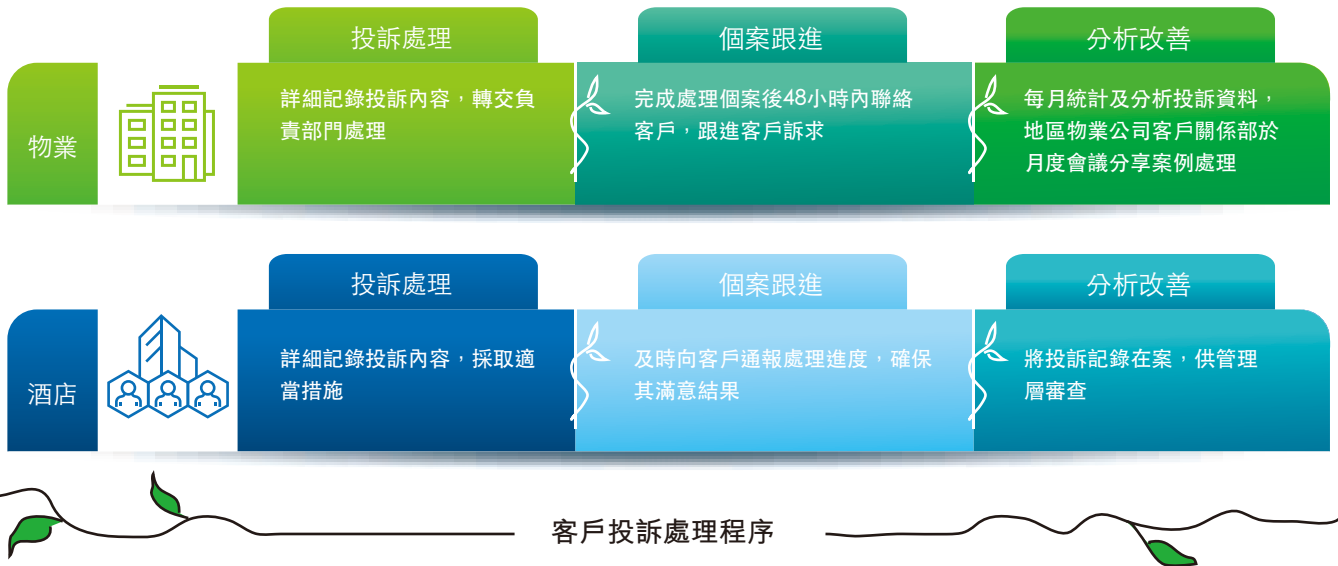 物業
投訴處理
詳細記錄投訴內容，轉交負
責部門處理
個案跟進
完成處理個案後48小時內聯絡
客戶，跟進客戶訴求
分析改善
每月統計及分析投訴資料，
地區物業公司客戶關係部於
月度會議分享案例處理
酒店
投訴處理
詳細記錄投訴內容，採取適
當措施
個案跟進
及時向客戶通報處理進度，確保
其滿意結果
分析改善
將投訴記錄在案，供管理
層審查
客戶投訴處理程序